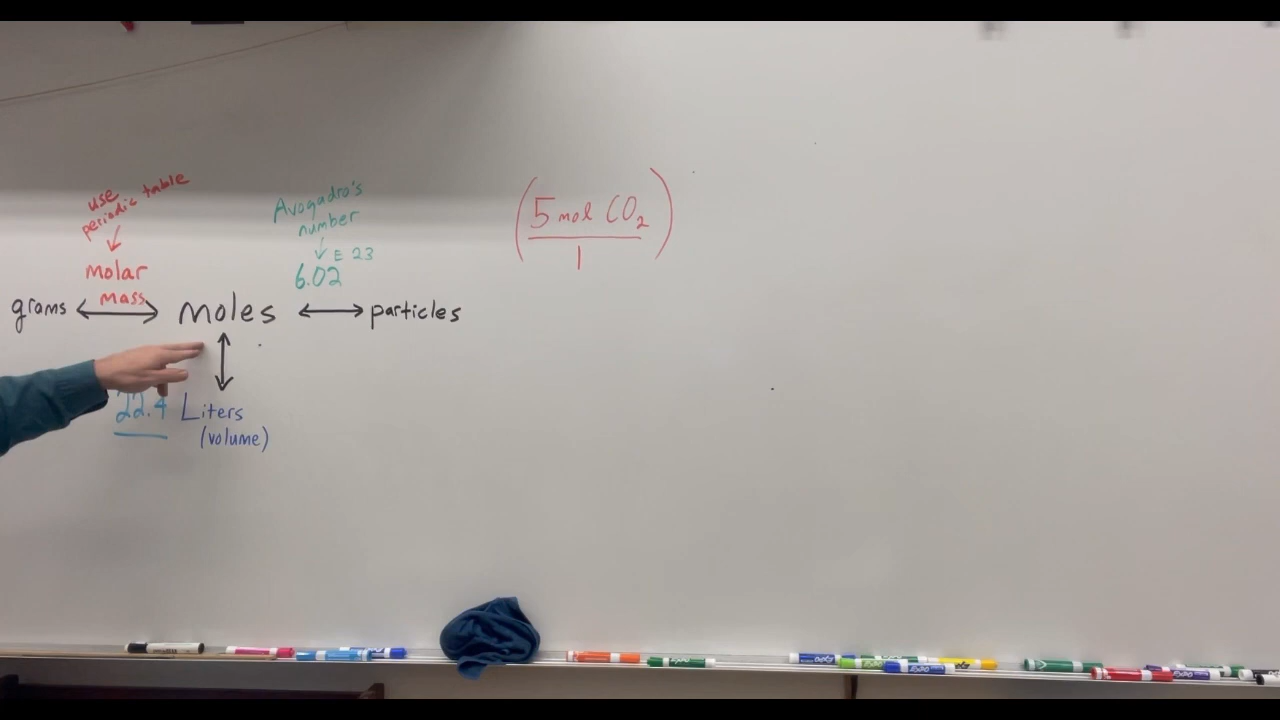 use
periodic table
Molar
mass
Avogadro's
number
E 23
6.02
grams moles particles
22.4 Liters
(volume)
(5 mol CO₂)
1